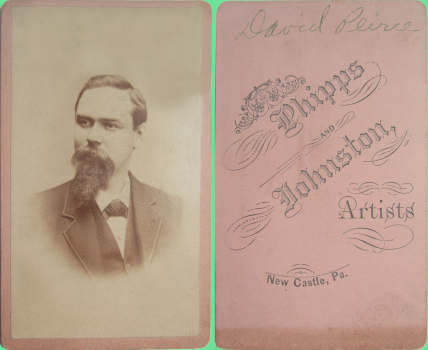 David Peirce
Phipps
AND
Johnston,
Artists
New Castle, Pa.